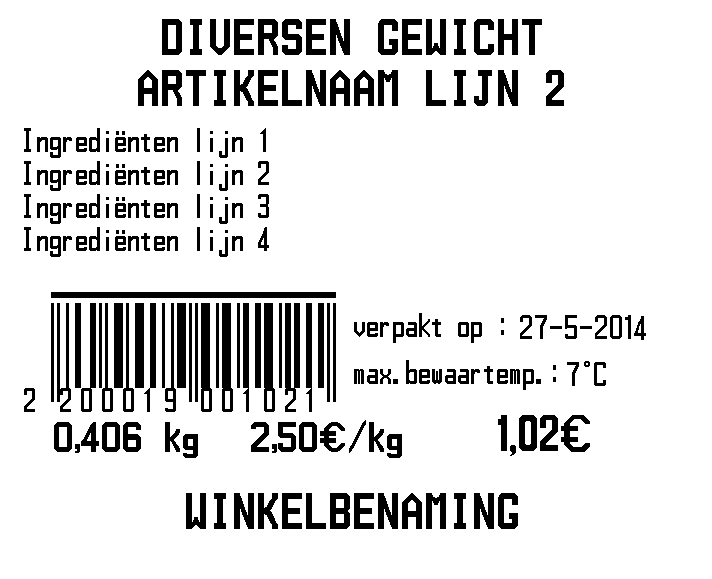 DIVERSEN GEWICHT
ARTIKELNAAM LIJN 2
Ingrediënten lijn 1
Ingrediënten lijn 2
Ingrediënten lijn 3
Ingrediënten lijn 4
verpakt op : 27-5-2014
max.bewaartemp.: 7°C
2 200019 001021
0,406 kg 2,50€/kg 1,02€
WINKELBENAMING